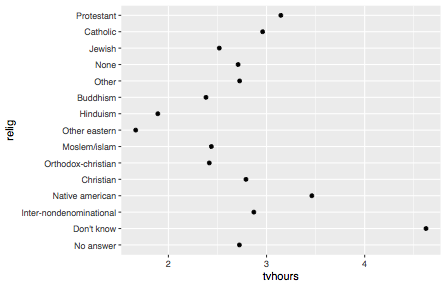 Protestant
Catholic
Jewish
None
Other
Buddhism
Hinduism
Other eastern
Moslem/islam
Orthodox-christian
Christian
Native american
Inter-nondenominational
Don't know
No answer
relig
2 3 4
tvhours